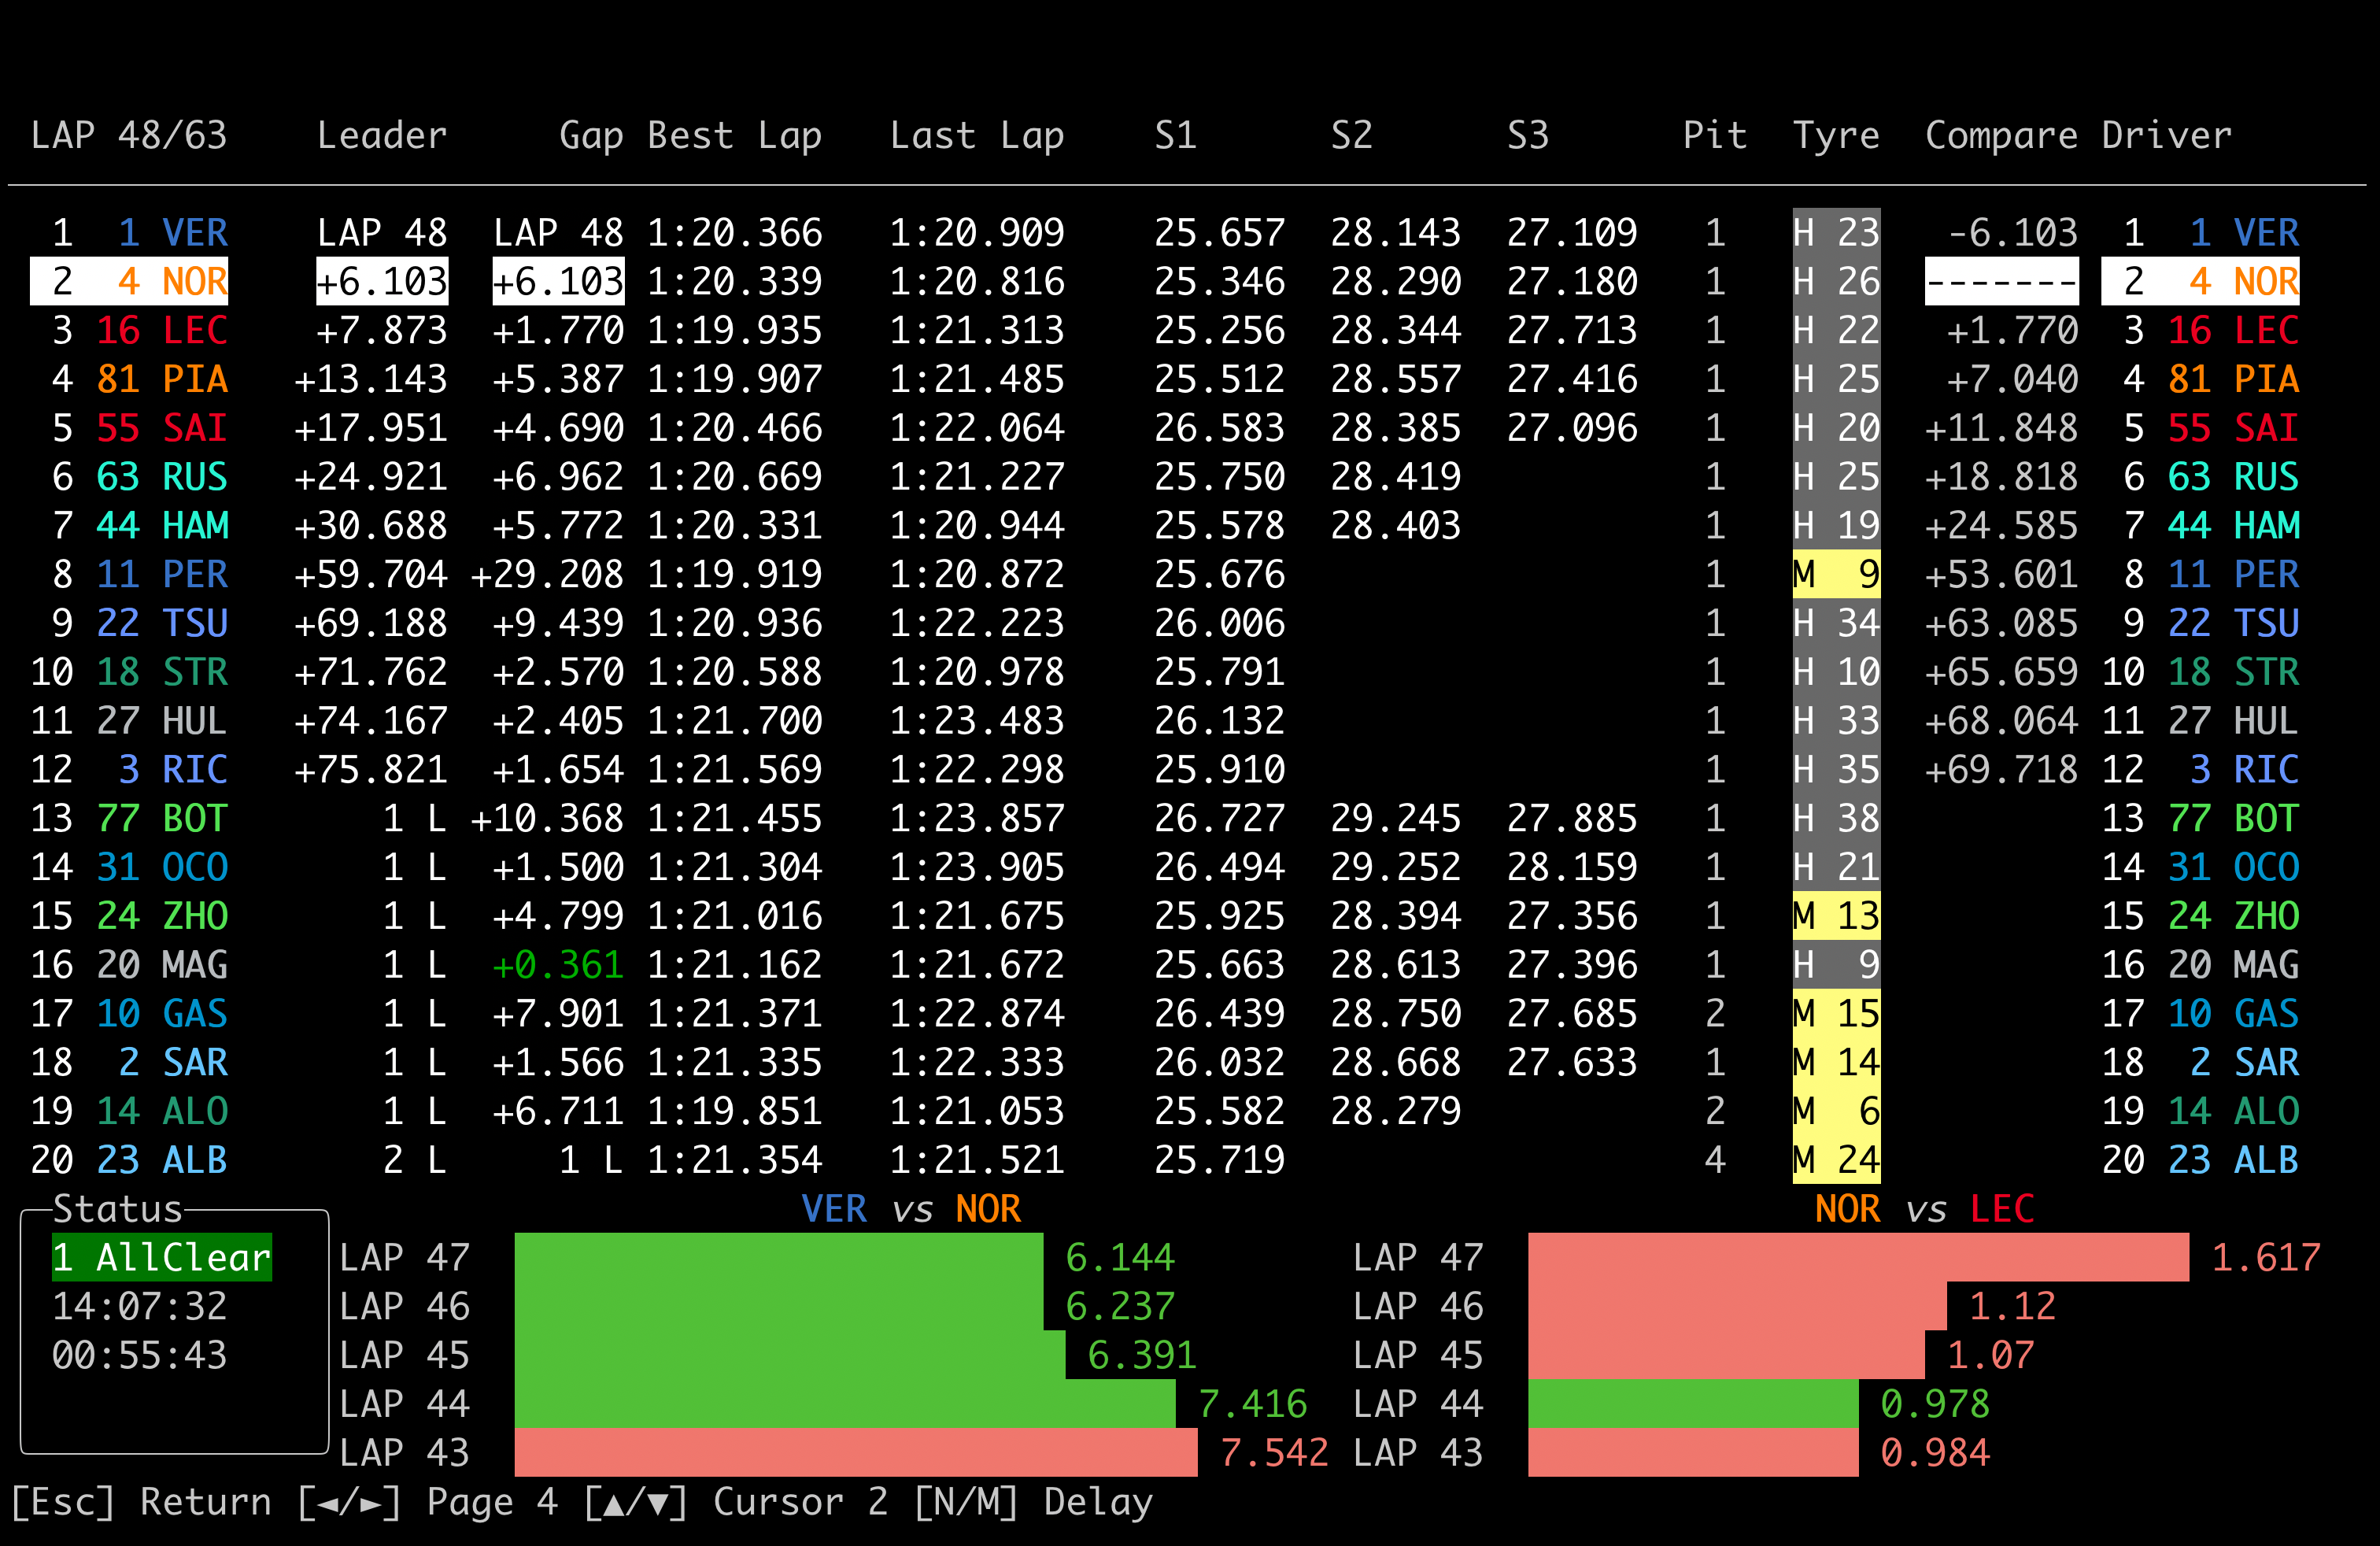 LAP 48/63 Leader Gap Best Lap Last Lap S1 S2 S3 Pit Tyre Compare Driver
1 1 VER LAP 48 LAP 48 1:20.366 1:20.909 25.657 28.143 27.109 1 H 23 -6.103 1 1 VER
2 4 NOR +6.103 +6.103 1:20.339 1:20.816 25.346 28.290 27.180 1 H 26 ------- 2 4 NOR
3 16 LEC +7.873 +1.770 1:19.935 1:21.313 25.256 28.344 27.713 1 H 22 +1.770 3 16 LEC
4 81 PIA +13.143 +5.387 1:19.907 1:21.485 25.512 28.557 27.416 1 H 25 +7.040 4 81 PIA
5 55 SAI +17.951 +4.690 1:20.466 1:22.064 26.583 28.385 27.096 1 H 20 +11.848 5 55 SAI
6 63 RUS +24.921 +6.962 1:20.669 1:21.227 25.750 28.419 1 H 25 +18.818 6 63 RUS
7 44 HAM +30.688 +5.772 1:20.331 1:20.944 25.578 28.403 1 H 19 +24.585 7 44 HAM
8 11 PER +59.704 +29.208 1:19.919 1:20.872 25.676 1 M 9 +53.601 8 11 PER
9 22 TSU +69.188 +9.439 1:20.936 1:22.223 26.006 1 H 34 +63.085 9 22 TSU
10 18 STR +71.762 +2.570 1:20.588 1:20.978 25.791 1 H 10 +65.659 10 18 STR
11 27 HUL +74.167 +2.405 1:21.700 1:23.483 26.132 1 H 33 +68.064 11 27 HUL
12 3 RIC +75.821 +1.654 1:21.569 1:22.298 25.910 1 H 35 +69.718 12 3 RIC
13 77 BOT 1 L +10.368 1:21.455 1:23.857 26.727 29.245 27.885 1 H 38 13 77 BOT
14 31 OCO 1 L +1.500 1:21.304 1:23.905 26.494 29.252 28.159 1 H 21 14 31 OCO
15 24 ZHO 1 L +4.799 1:21.016 1:21.675 25.925 28.394 27.356 1 M 13 15 24 ZHO
16 20 MAG 1 L +0.361 1:21.162 1:21.672 25.663 28.613 27.396 1 H 9 16 20 MAG
17 10 GAS 1 L +7.901 1:21.371 1:22.874 26.439 28.750 27.685 2 M 15 17 10 GAS
18 2 SAR 1 L +1.566 1:21.335 1:22.333 26.032 28.668 27.633 1 M 14 18 2 SAR
19 14 ALO 1 L +6.711 1:19.851 1:21.053 25.582 28.279 2 M 6 19 14 ALO
20 23 ALB 2 L 1 L 1:21.354 1:21.521 25.719 4 M 24 20 23 ALB
Status VER vs NOR NOR vs LEC
1 AllClear LAP 47 6.144 LAP 47 1.617
14:07:32 LAP 46 6.237 LAP 46 1.12
00:55:43 LAP 45 6.391 LAP 45 1.07
LAP 44 7.416 LAP 44 0.978
LAP 43 7.542 LAP 43 0.984
[Esc] Return [◄/►] Page 4 [▲/▼] Cursor 2 [N/M] Delay